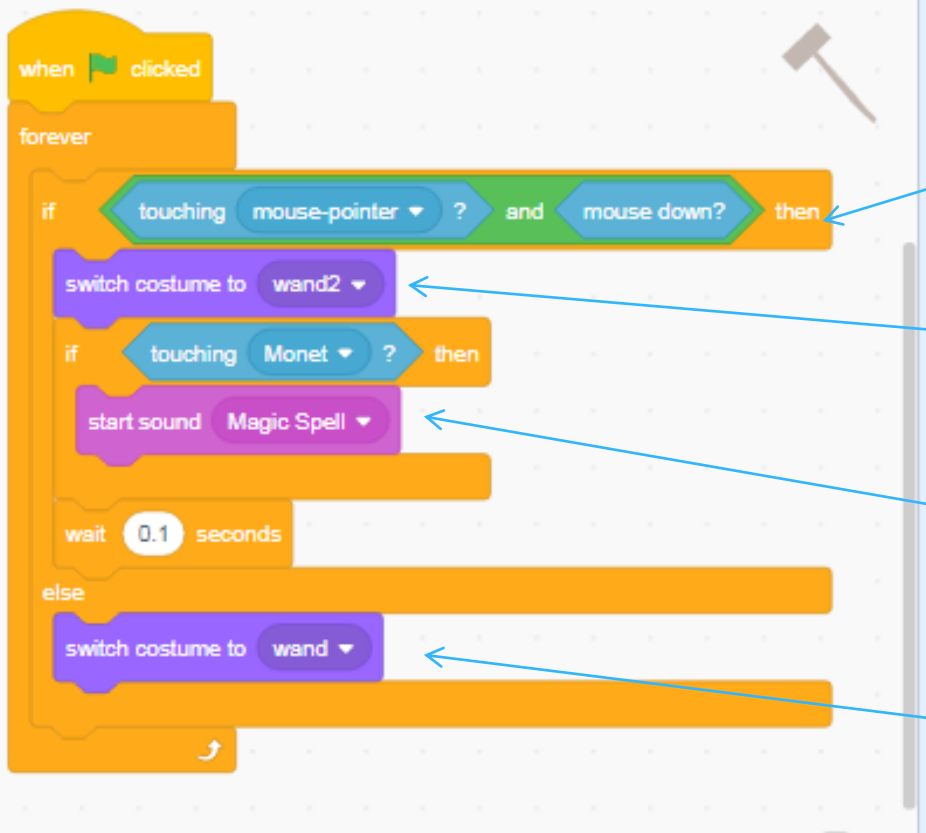 when clicked
forever
if touching mouse-pointer ? and mouse down? then
switch costume to wand2
if touching Monet ? then
start sound Magic Spell
wait 0.1 seconds
else
switch costume to wand